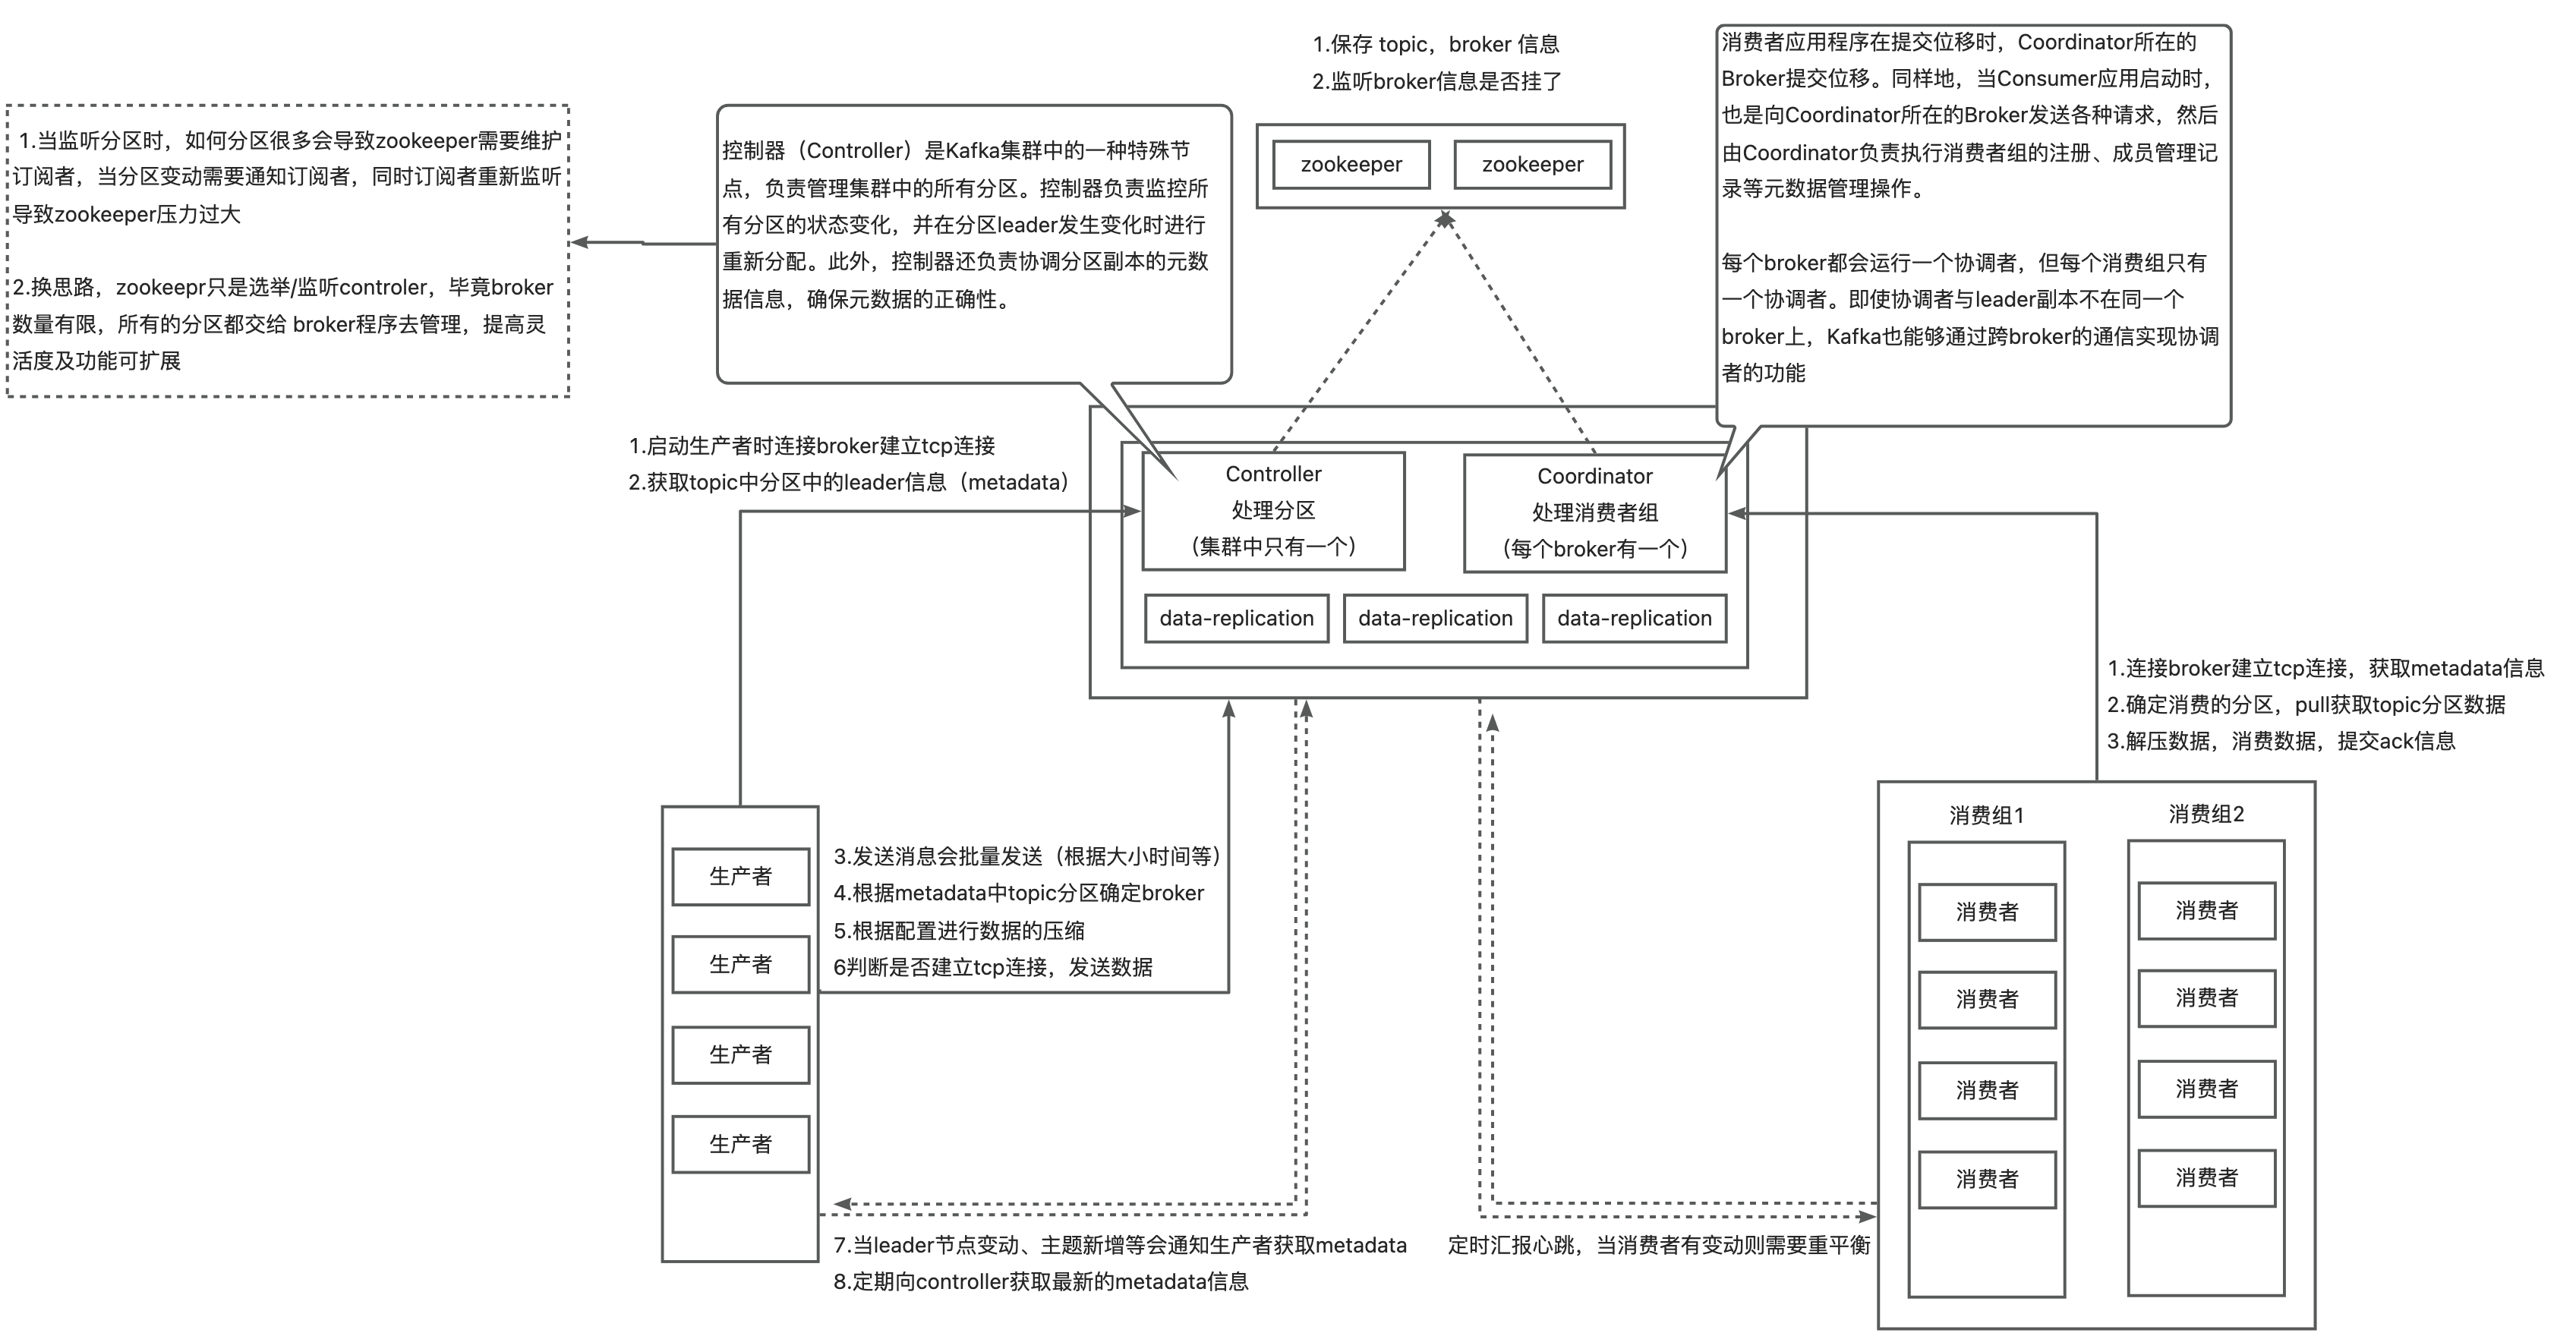 1.保存 topic，broker 信息
2.监听broker信息是否挂了
zookeeper
zookeeper
1.当监听分区时，如何分区很多会导致zookeeper需要维护
订阅者，当分区变动需要通知订阅者，同时订阅者重新监听
导致zookeeper压力过大
2.换思路，zookeepr只是选举/监听controler，毕竟broker
数量有限，所有的分区都交给 broker程序去管理，提高灵
活度及功能可扩展
控制器（Controller）是Kafka集群中的一种特殊节
点，负责管理集群中的所有分区。控制器负责监控所
有分区的状态变化，并在分区leader发生变化时进行
重新分配。此外，控制器还负责协调分区副本的元数
据信息，确保元数据的正确性。
消费者应用程序在提交位移时，Coordinator所在的
Broker提交位移。同样地，当Consumer应用启动时，
也是向Coordinator所在的Broker发送各种请求，然后
由Coordinator负责执行消费者组的注册、成员管理记
录等元数据管理操作。
每个broker都会运行一个协调者，但每个消费组只有
一个协调者。即使协调者与leader副本不在同一个
broker上，Kafka也能够通过跨broker的通信实现协调
者的功能
1.启动生产者时连接broker建立tcp连接
2.获取topic中分区中的leader信息（metadata）
Controller
处理分区
（集群中只有一个）
Coordinator
处理消费者组
（每个broker有一个）
data-replication
data-replication
data-replication
1.连接broker建立tcp连接，获取metadata信息
2.确定消费的分区，pull获取topic分区数据
3.解压数据，消费数据，提交ack信息
生产者
生产者
生产者
生产者
3.发送消息会批量发送（根据大小时间等）
4.根据metadata中topic分区确定broker
5.根据配置进行数据的压缩
6判断是否建立tcp连接，发送数据
7.当leader节点变动、主题新增等会通知生产者获取metadata
8.定期向controller获取最新的metadata信息
定时汇报心跳，当消费者有变动则需要重平衡
消费组1
消费者
消费者
消费者
消费者
消费组2
消费者
消费者
消费者
消费者